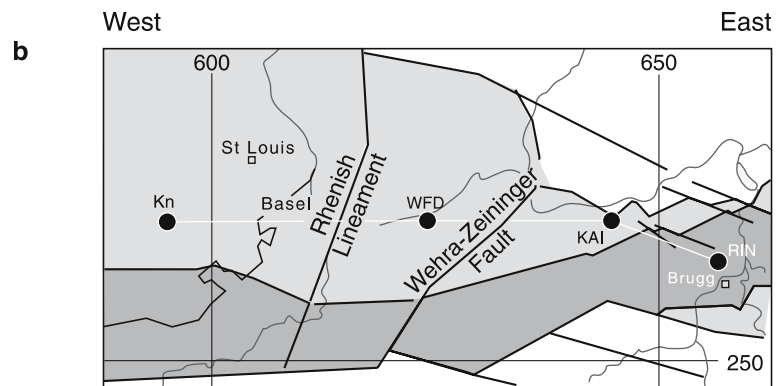 West
East
b
600
650
St Louis
Rhenish
Lineament
Kn
Basel
WFD
Wehra-Zeininger
Fault
KAI
RIN
Brugg
250